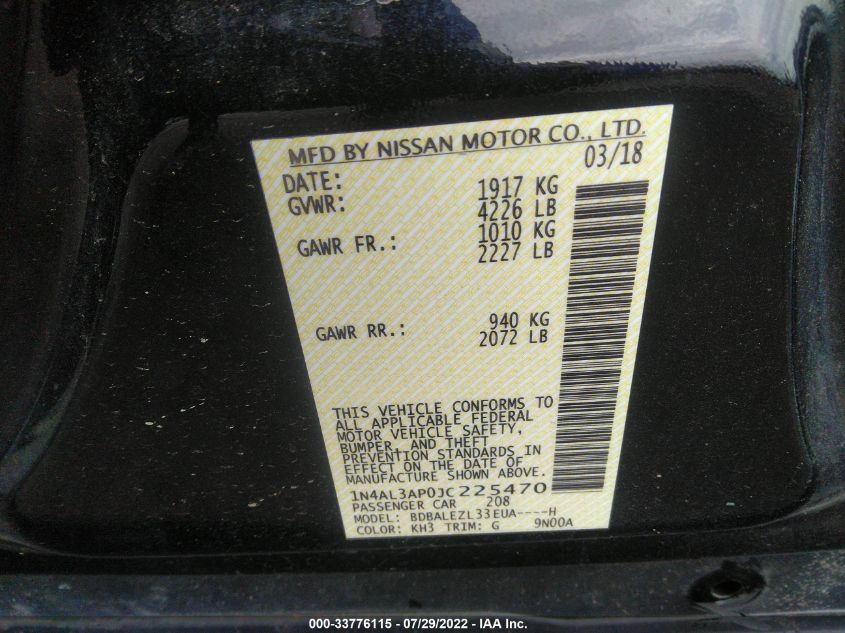 MFD BY NISSAN MOTOR CO., LTD.
DATE: 03/18
GVWR: 1917 KG
4226 LB
GAWR FR.: 1010 KG
2227 LB
GAWR RR.: 940 KG
2072 LB
THIS VEHICLE CONFORMS TO
ALL APPLICABLE FEDERAL
MOTOR VEHICLE SAFETY,
BUMPER, AND THEFT
PREVENTION STANDARDS IN
EFFECT ON THE DATE OF
MANUFACTURE SHOWN ABOVE.
1N4AL3AP0JC225470
PASSENGER CAR 208
MODEL: BDBALEZL33EUA----H
COLOR: KH3 TRIM: G 9N00A
000-33776115 - 07/29/2022 - IAA Inc.